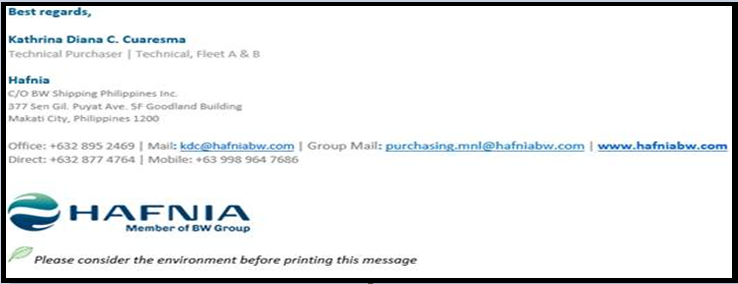 Best regards,
Kathrina Diana C. Cuaresma
Technical Purchaser | Technical, Fleet A & B
Hafnia
C/O BW Shipping Philippines Inc.
377 Sen Gil. Puyat Ave. 5F Goodland Building
Makati City, Philippines 1200
Office: +632 895 2469 | Mail: kdc@hafniabw.com | Group Mail: purchasing.mnl@hafniabw.com | www.hafniabw.com
Direct: +632 877 4764 | Mobile: +63 998 964 7686
HAFNIA
Member of BW Group
Please consider the environment before printing this message